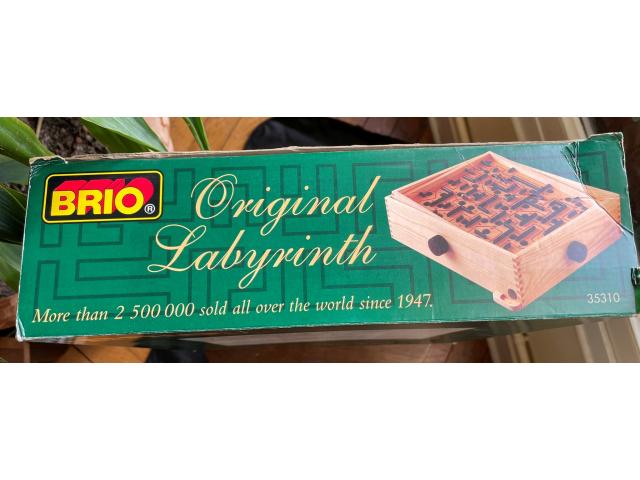 BRIO®
Original
Labyrinth
More than 2 500 000 sold all over the world since 1947.
35310